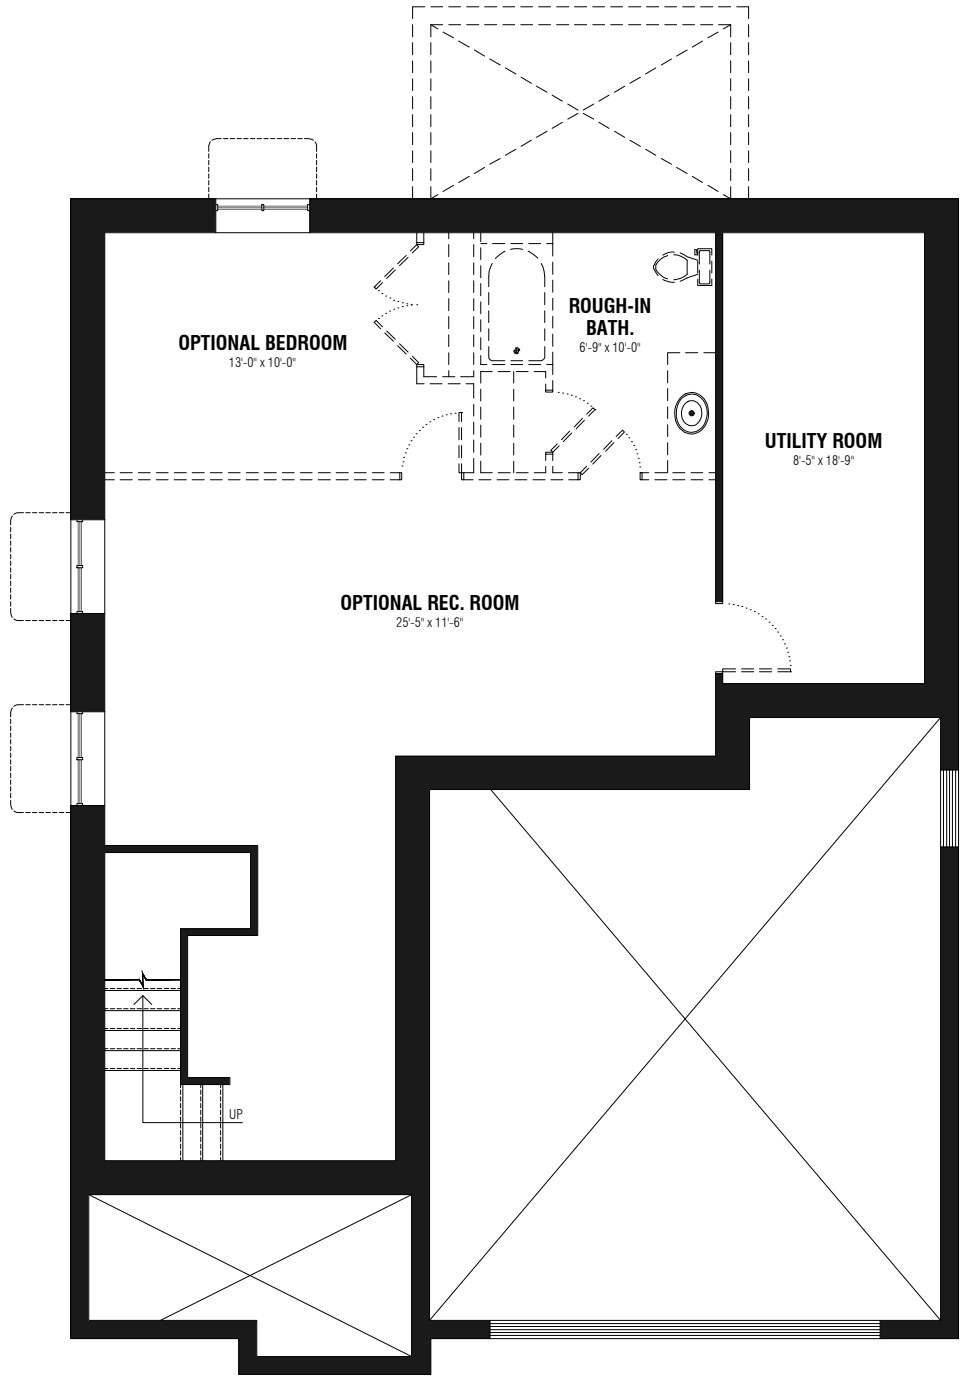 ROUGH-IN
BATH.
6'-9" x 10'-0"
OPTIONAL BEDROOM
13'-0" x 10'-0"
UTILITY ROOM
8'-5" x 18'-9"
OPTIONAL REC. ROOM
25'-5" x 11'-6"
UP